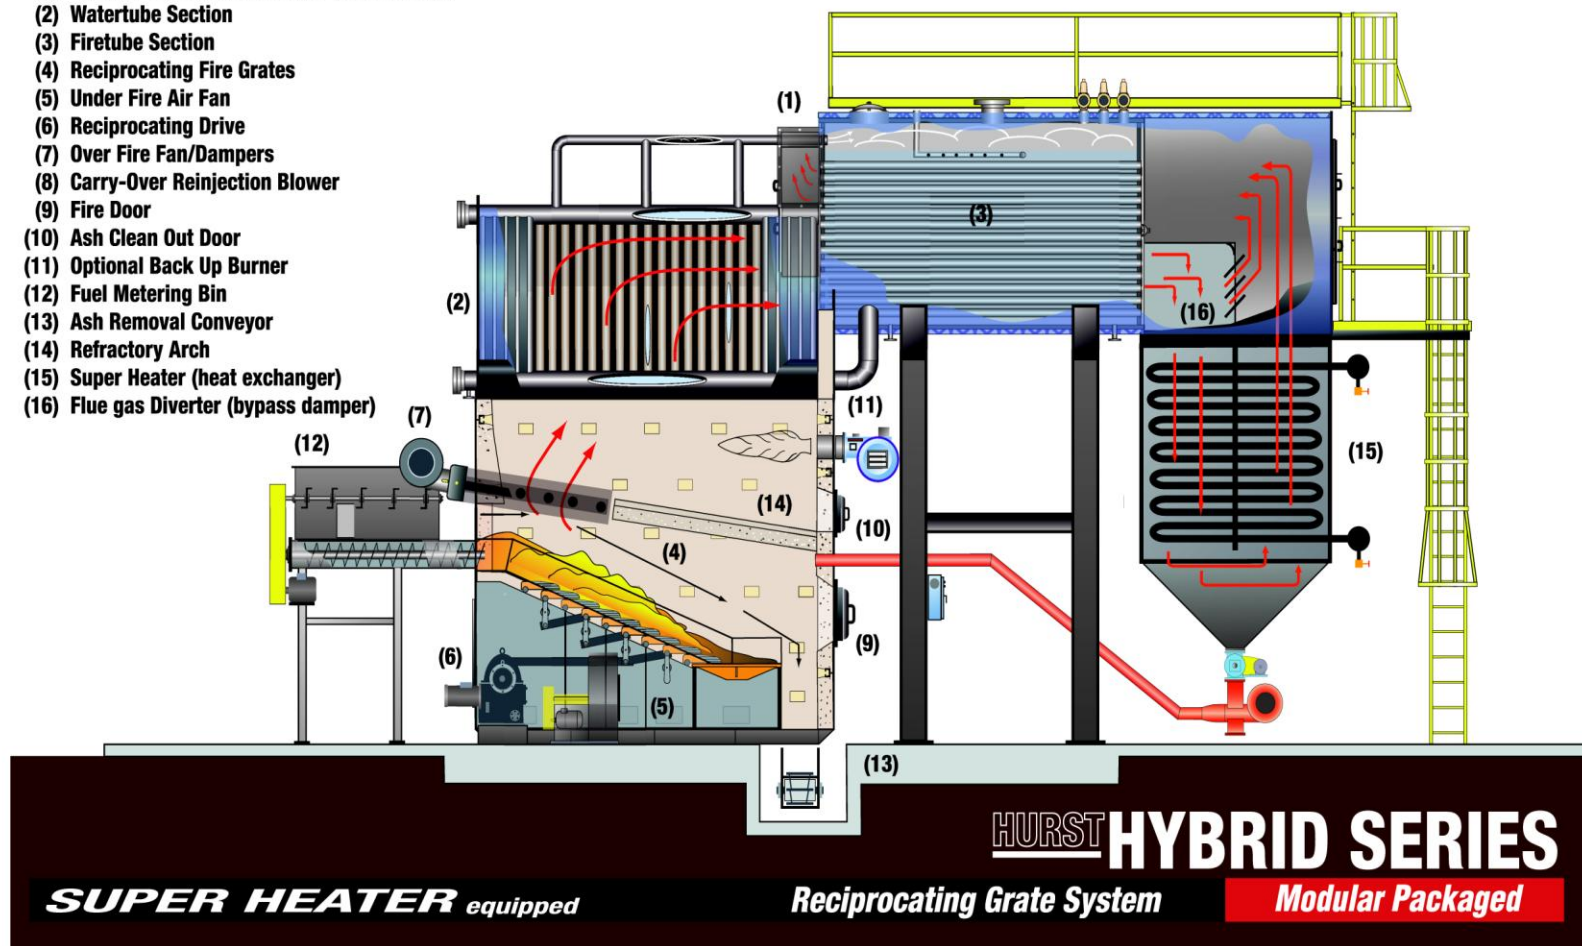 (2) Watertube Section
(3) Firetube Section
(4) Reciprocating Fire Grates
(5) Under Fire Air Fan
(6) Reciprocating Drive
(7) Over Fire Fan/Dampers
(8) Carry-Over Reinjection Blower
(9) Fire Door
(10) Ash Clean Out Door
(11) Optional Back Up Burner
(12) Fuel Metering Bin
(13) Ash Removal Conveyor
(14) Refractory Arch
(15) Super Heater (heat exchanger)
(16) Flue gas Diverter (bypass damper)
(1)
(3)
(2)
(16)
(7)
(11)
(12)
(15)
(14)
(10)
(4)
(9)
(6)
(5)
(13)
HURST HYBRID SERIES
SUPER HEATER equipped
Reciprocating Grate System
Modular Packaged